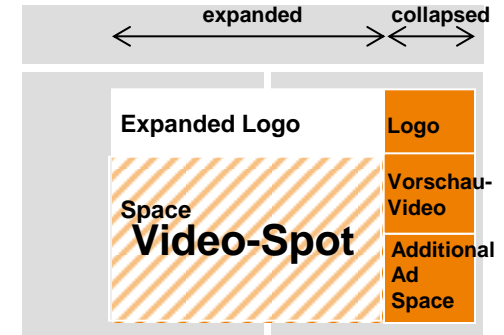 expanded collapsed
Expanded Logo
Logo
Space
Video-Spot
Vorschau-
Video
Additional
Ad
Space